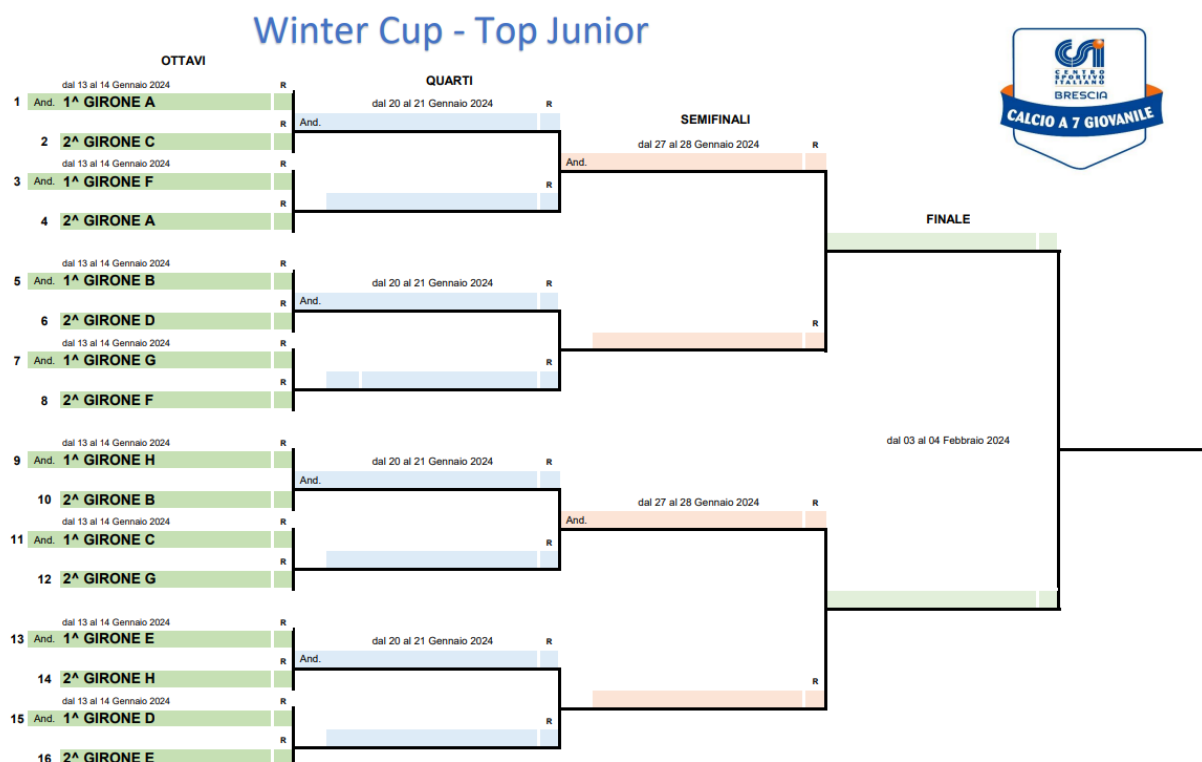 Winter Cup - Top Junior
CSI
CENTRO
SPORTIVO
ITALIANO
BRESCIA
CALCIO A 7 GIOVANILE
OTTAVI
dal 13 al 14 Gennaio 2024 R
1 And. 1^ GIRONE A
R
2 2^ GIRONE C
dal 13 al 14 Gennaio 2024 R
3 And. 1^ GIRONE F
R
4 2^ GIRONE A
dal 13 al 14 Gennaio 2024 R
5 And. 1^ GIRONE B
R
6 2^ GIRONE D
dal 13 al 14 Gennaio 2024 R
7 And. 1^ GIRONE G
R
8 2^ GIRONE F
dal 13 al 14 Gennaio 2024 R
9 And. 1^ GIRONE H
R
10 2^ GIRONE B
dal 13 al 14 Gennaio 2024 R
11 And. 1^ GIRONE C
R
12 2^ GIRONE G
dal 13 al 14 Gennaio 2024 R
13 And. 1^ GIRONE E
R
14 2^ GIRONE H
dal 13 al 14 Gennaio 2024 R
15 And. 1^ GIRONE D
R
16 2^ GIRONE E
QUARTI
dal 20 al 21 Gennaio 2024 R
And.
R
dal 20 al 21 Gennaio 2024 R
And.
R
dal 20 al 21 Gennaio 2024 R
And.
R
dal 20 al 21 Gennaio 2024 R
And.
R
SEMIFINALI
dal 27 al 28 Gennaio 2024 R
And.
R
dal 27 al 28 Gennaio 2024 R
And.
R
FINALE
dal 03 al 04 Febbraio 2024